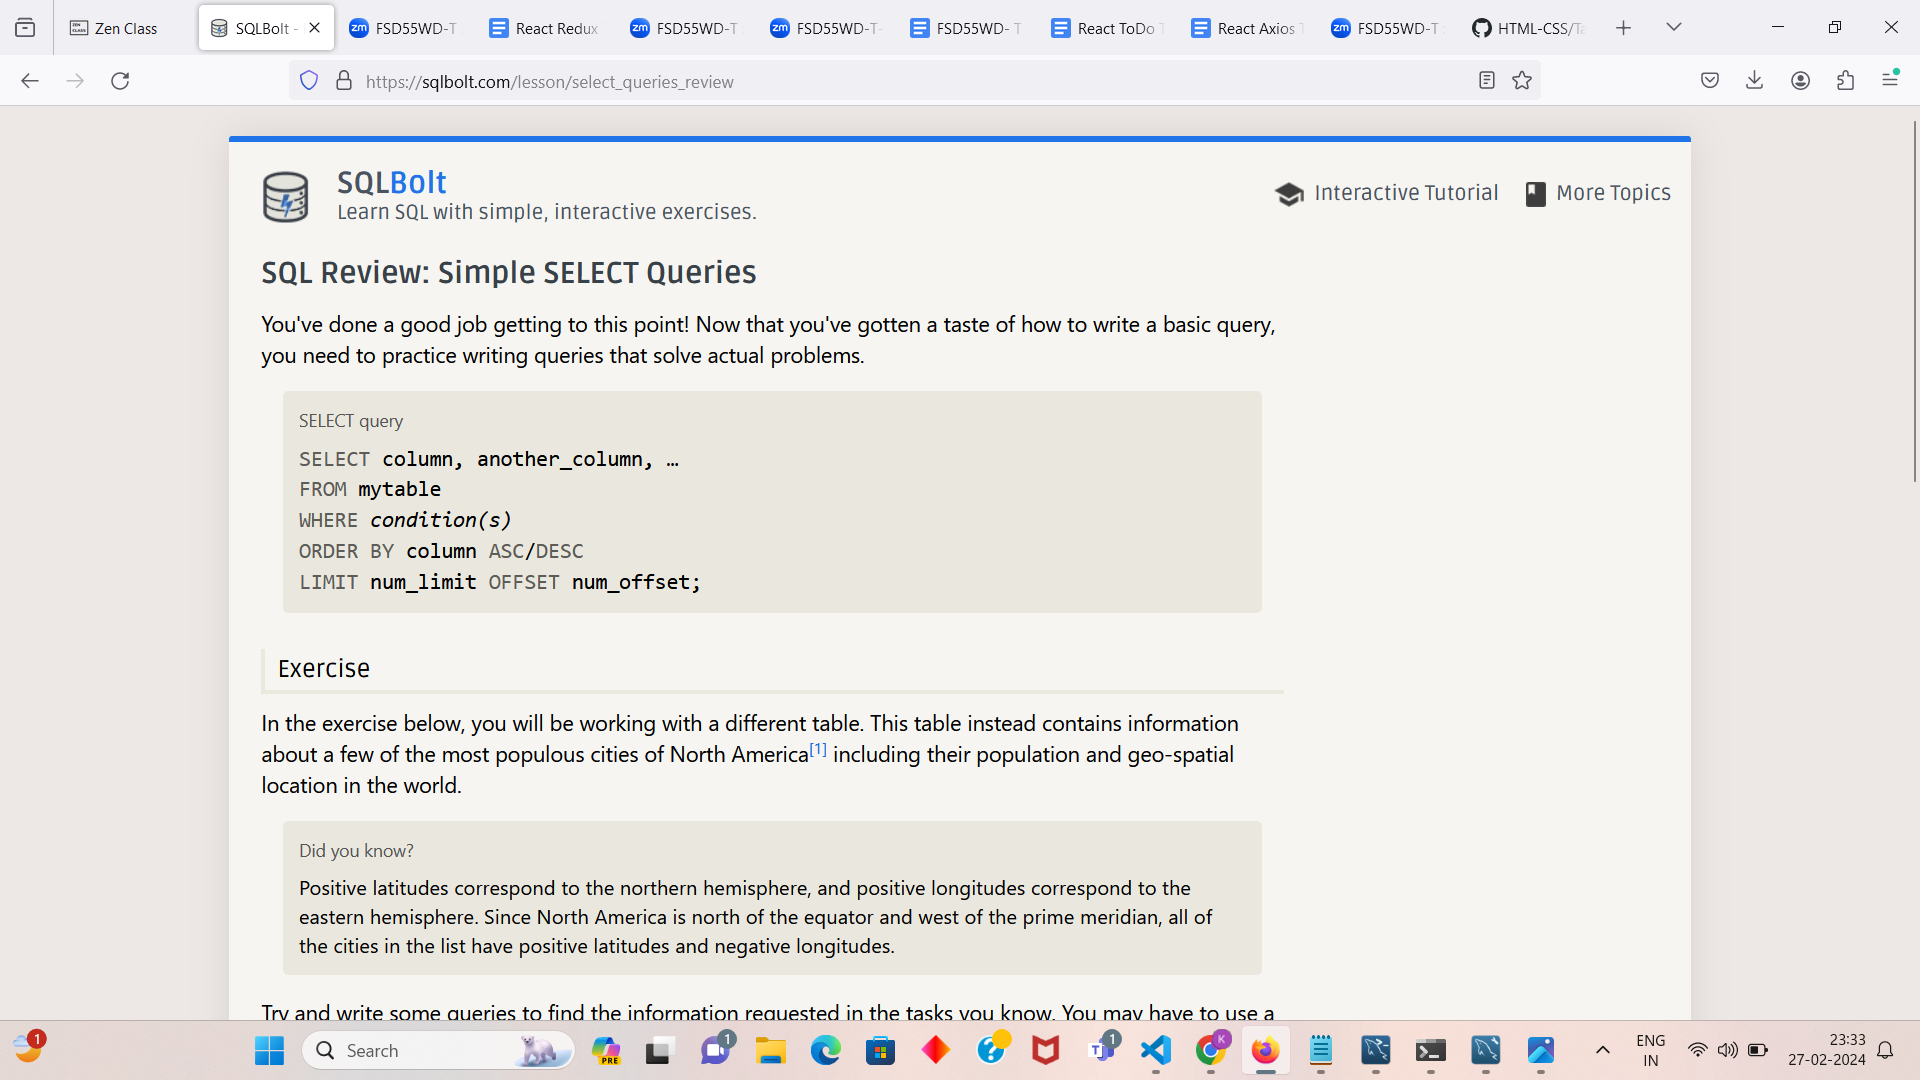 Zen Class
SQLBolt -
FSD55WD-T
React Redux
FSD55WD-T
FSD55WD-T-
FSD55WD- T
React ToDo T
React Axios T
FSD55WD-T
HTML-CSS/Ta
https://sqlbolt.com/lesson/select_queries_review
SQLBolt
Learn SQL with simple, interactive exercises.
Interactive Tutorial
More Topics
SQL Review: Simple SELECT Queries
You've done a good job getting to this point! Now that you've gotten a taste of how to write a basic query,
you need to practice writing queries that solve actual problems.
SELECT query
SELECT column, another_column, …
FROM mytable
WHERE condition(s)
ORDER BY column ASC/DESC
LIMIT num_limit OFFSET num_offset;
Exercise
In the exercise below, you will be working with a different table. This table instead contains information
about a few of the most populous cities of North America[1] including their population and geo-spatial
location in the world.
Did you know?
Positive latitudes correspond to the northern hemisphere, and positive longitudes correspond to the
eastern hemisphere. Since North America is north of the equator and west of the prime meridian, all of
the cities in the list have positive latitudes and negative longitudes.
Try and write some queries to find the information requested in the tasks you know. You may have to use a
1
Search
PRE
1
1
K
ENG
IN
23:33
27-02-2024